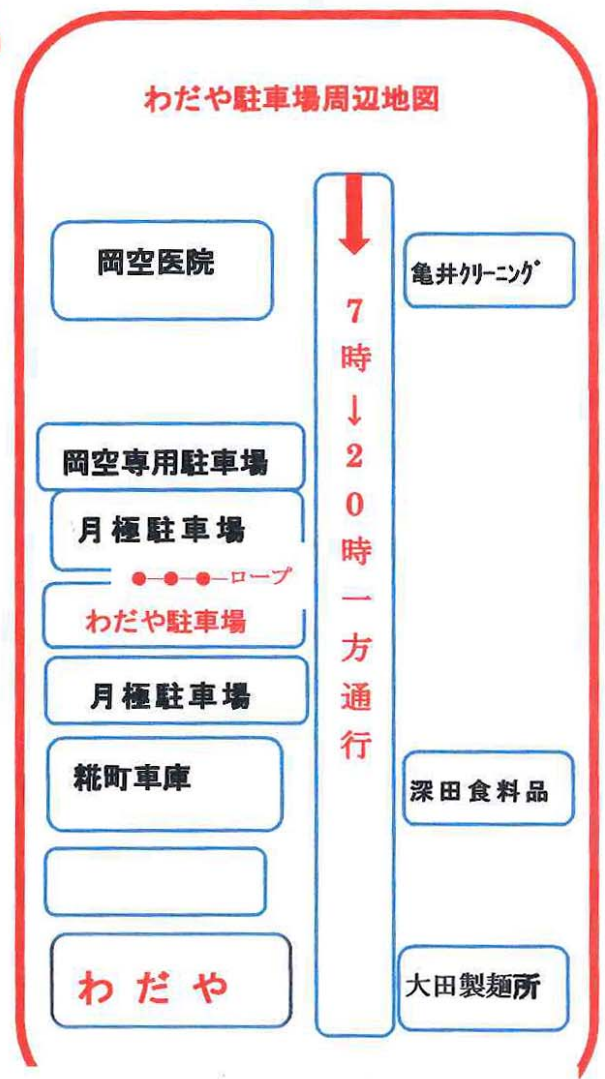 わだや駐車場周辺地図
岡空医院
亀井ｸﾘｰﾆﾝｸﾞ
7時↓20時一方通行
岡空専用駐車場
月極駐車場
●-●-●-ロープ
わだや駐車場
月極駐車場
糀町車庫
深田食料品
わだや
大田製麺所